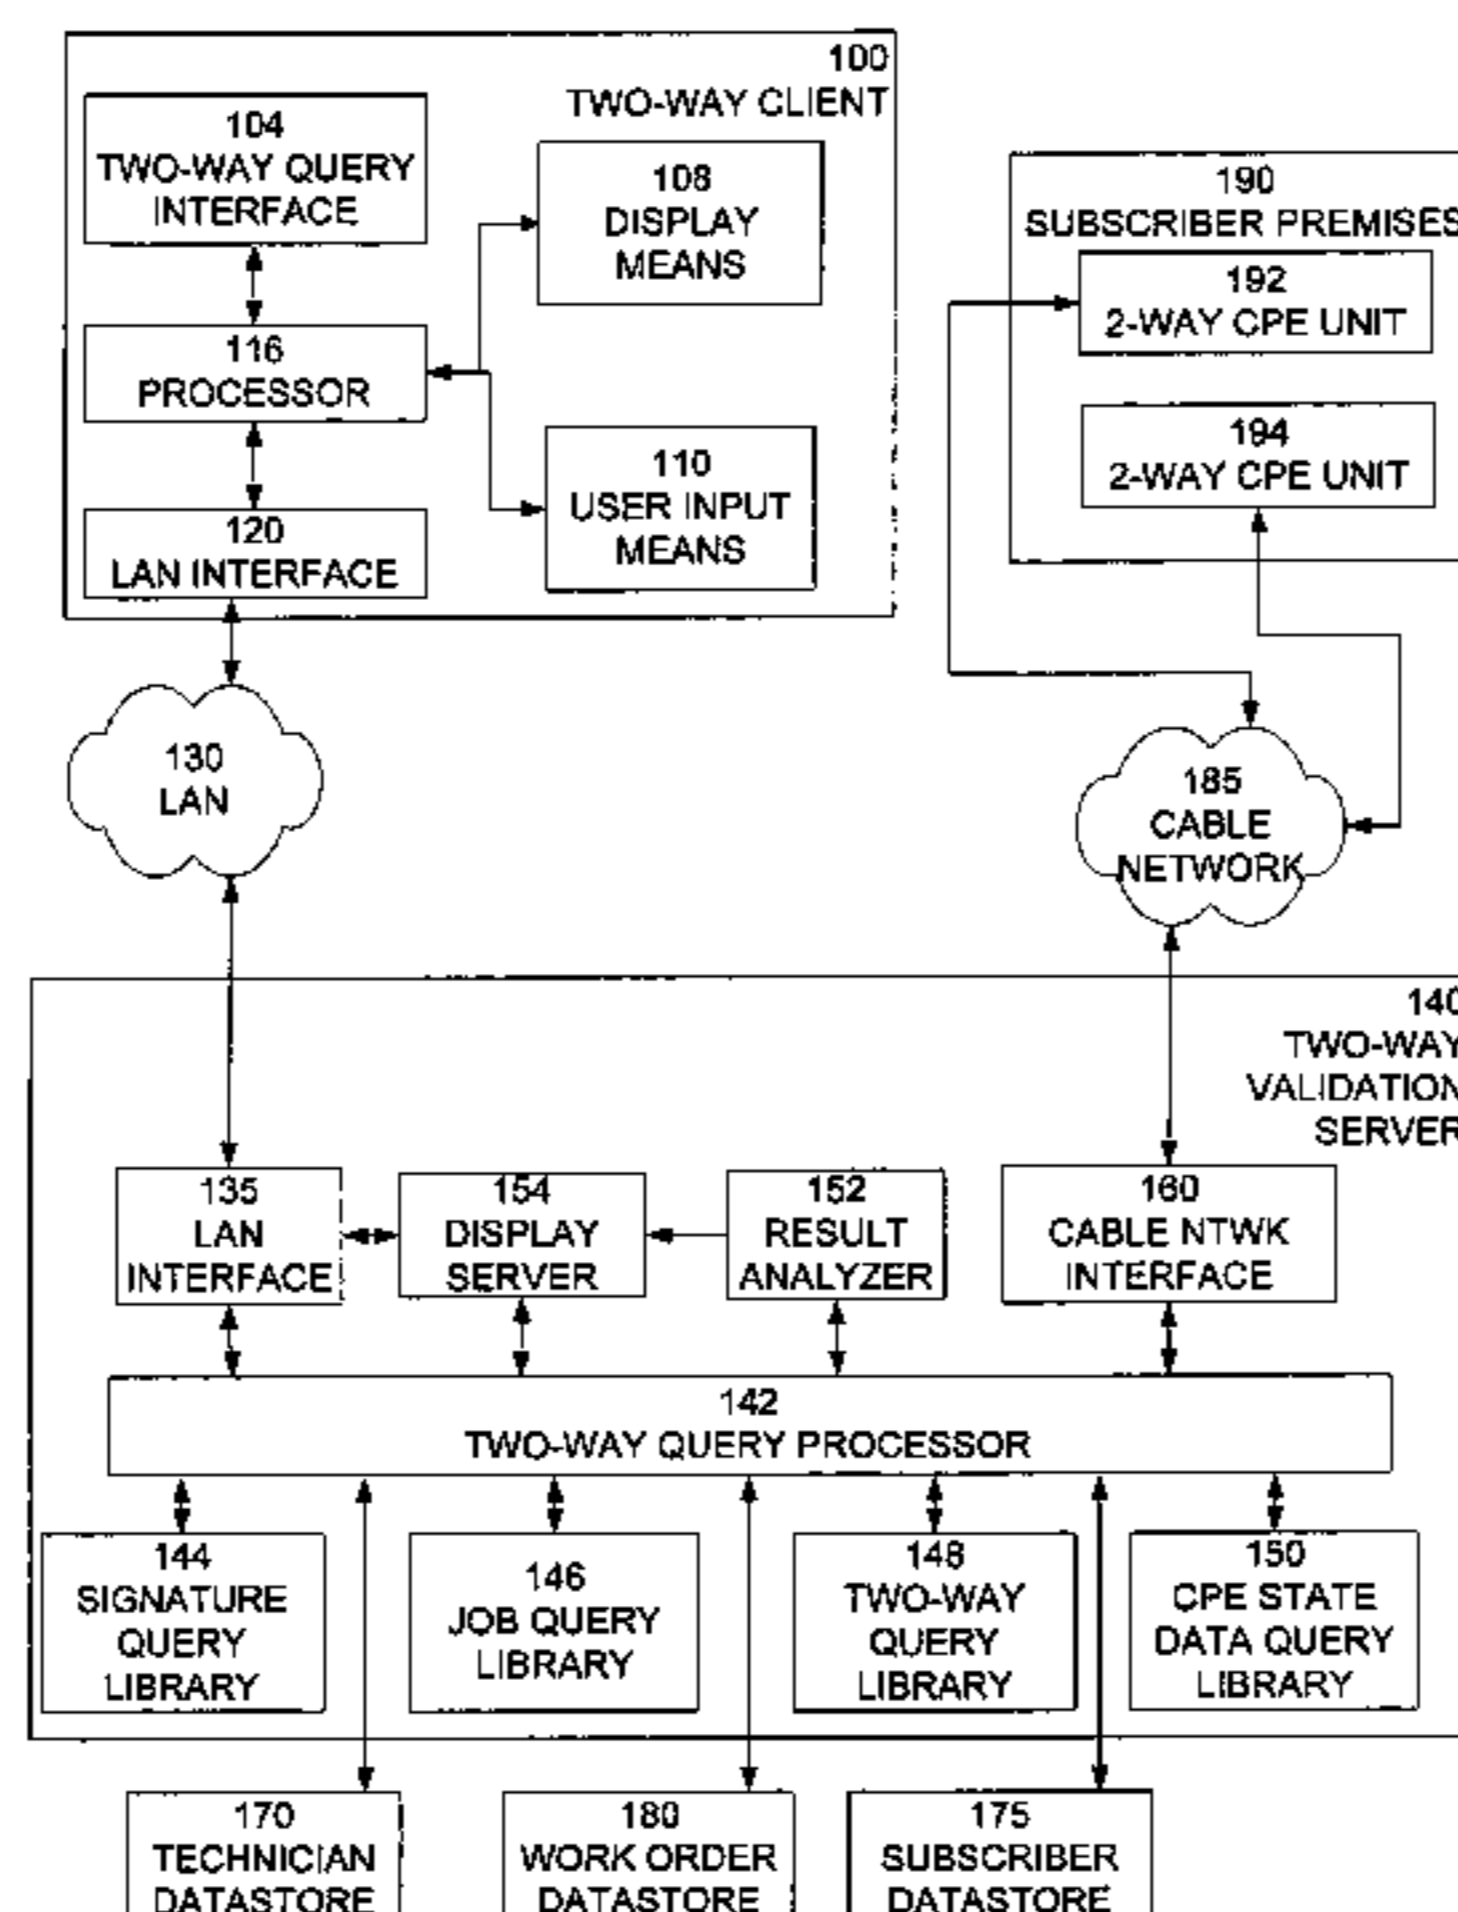 100
TWO-WAY CLIENT
104
TWO-WAY QUERY
INTERFACE
108
DISPLAY
MEANS
116
PROCESSOR
110
USER INPUT
MEANS
120
LAN INTERFACE
190
SUBSCRIBER PREMISES
192
2-WAY CPE UNIT
194
2-WAY CPE UNIT
130
LAN
185
CABLE
NETWORK
140
TWO-WAY
VALIDATION
SERVER
135
LAN
INTERFACE
154
DISPLAY
SERVER
152
RESULT
ANALYZER
160
CABLE NTWK
INTERFACE
142
TWO-WAY QUERY PROCESSOR
144
SIGNATURE
QUERY
LIBRARY
146
JOB QUERY
LIBRARY
148
TWO-WAY
QUERY
LIBRARY
150
CPE STATE
DATA QUERY
LIBRARY
170
TECHNICIAN
DATASTORE
180
WORK ORDER
DATASTORE
175
SUBSCRIBER
DATASTORE